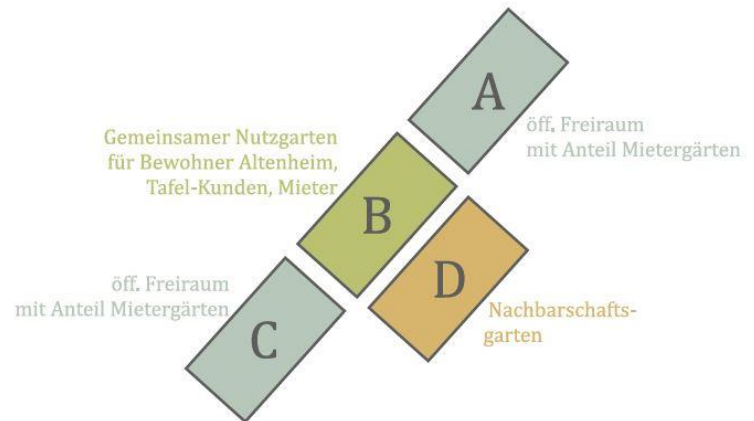 A
öff. Freiraum
mit Anteil Mietergärten
Gemeinsamer Nutzgarten
für Bewohner Altenheim,
Tafel-Kunden, Mieter
B
D
Nachbarschafts-
garten
öff. Freiraum
mit Anteil Mietergärten
C